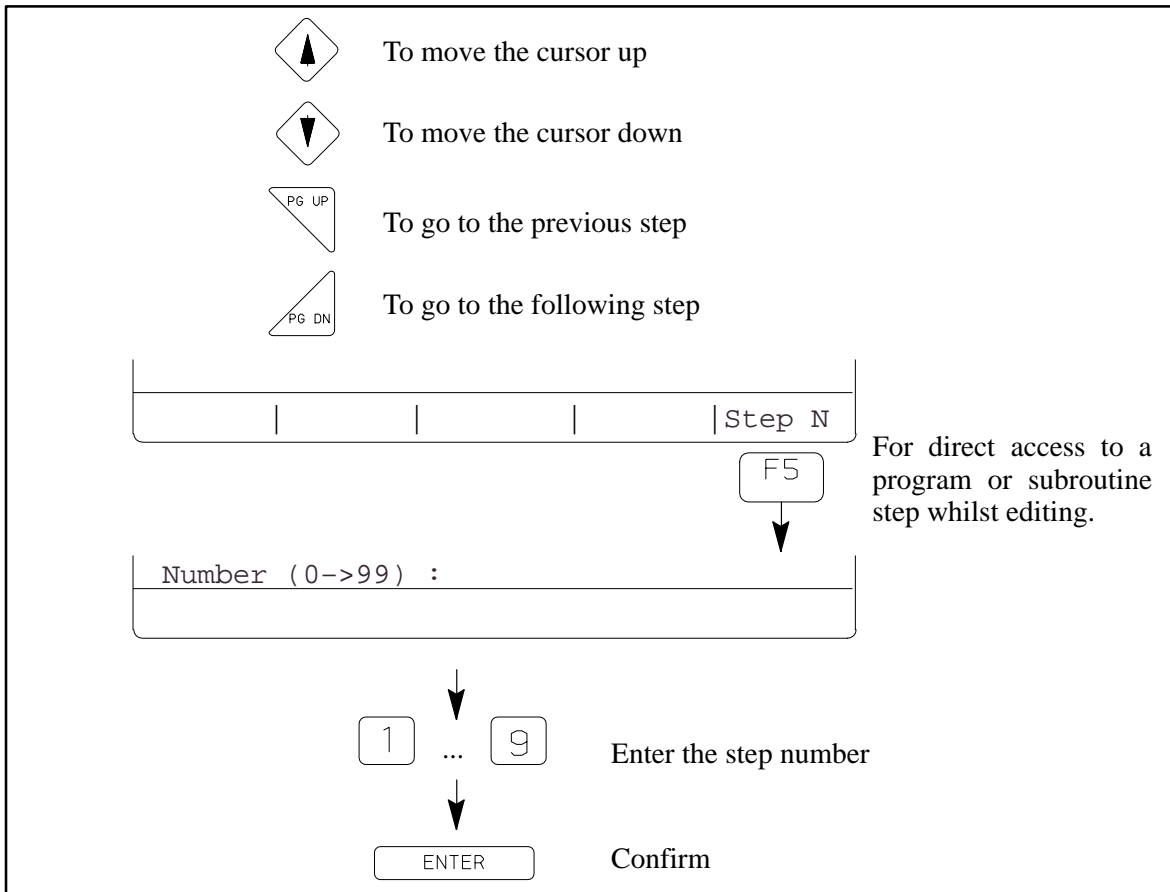 To move the cursor up
To move the cursor down
PG UP
To go to the previous step
PG DN
To go to the following step
Step N
F5
For direct access to a
program or subroutine
step whilst editing.
Number (0->99) :
1 ... 9
Enter the step number
ENTER
Confirm